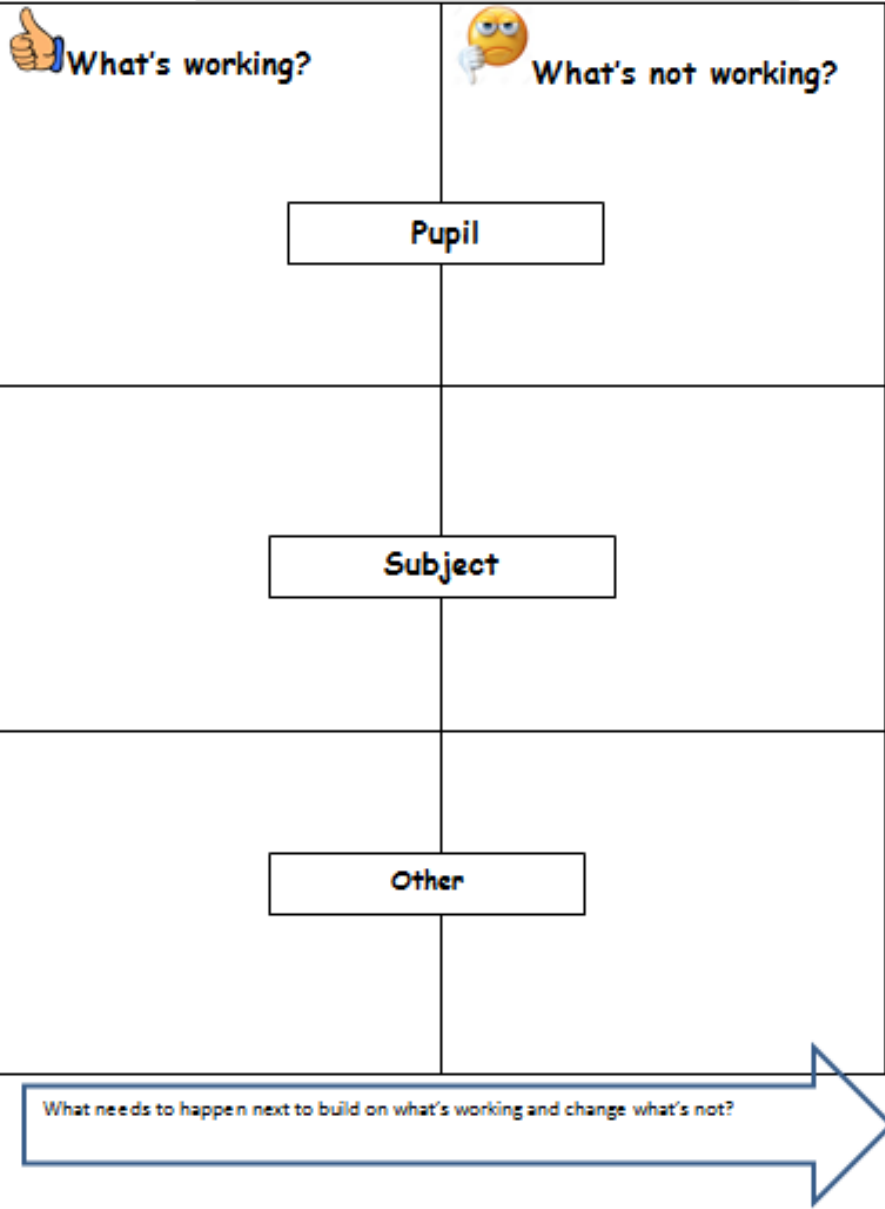 What's working?
What's not working?
Pupil
Subject
Other
What needs to happen next to build on what's working and change what's not?